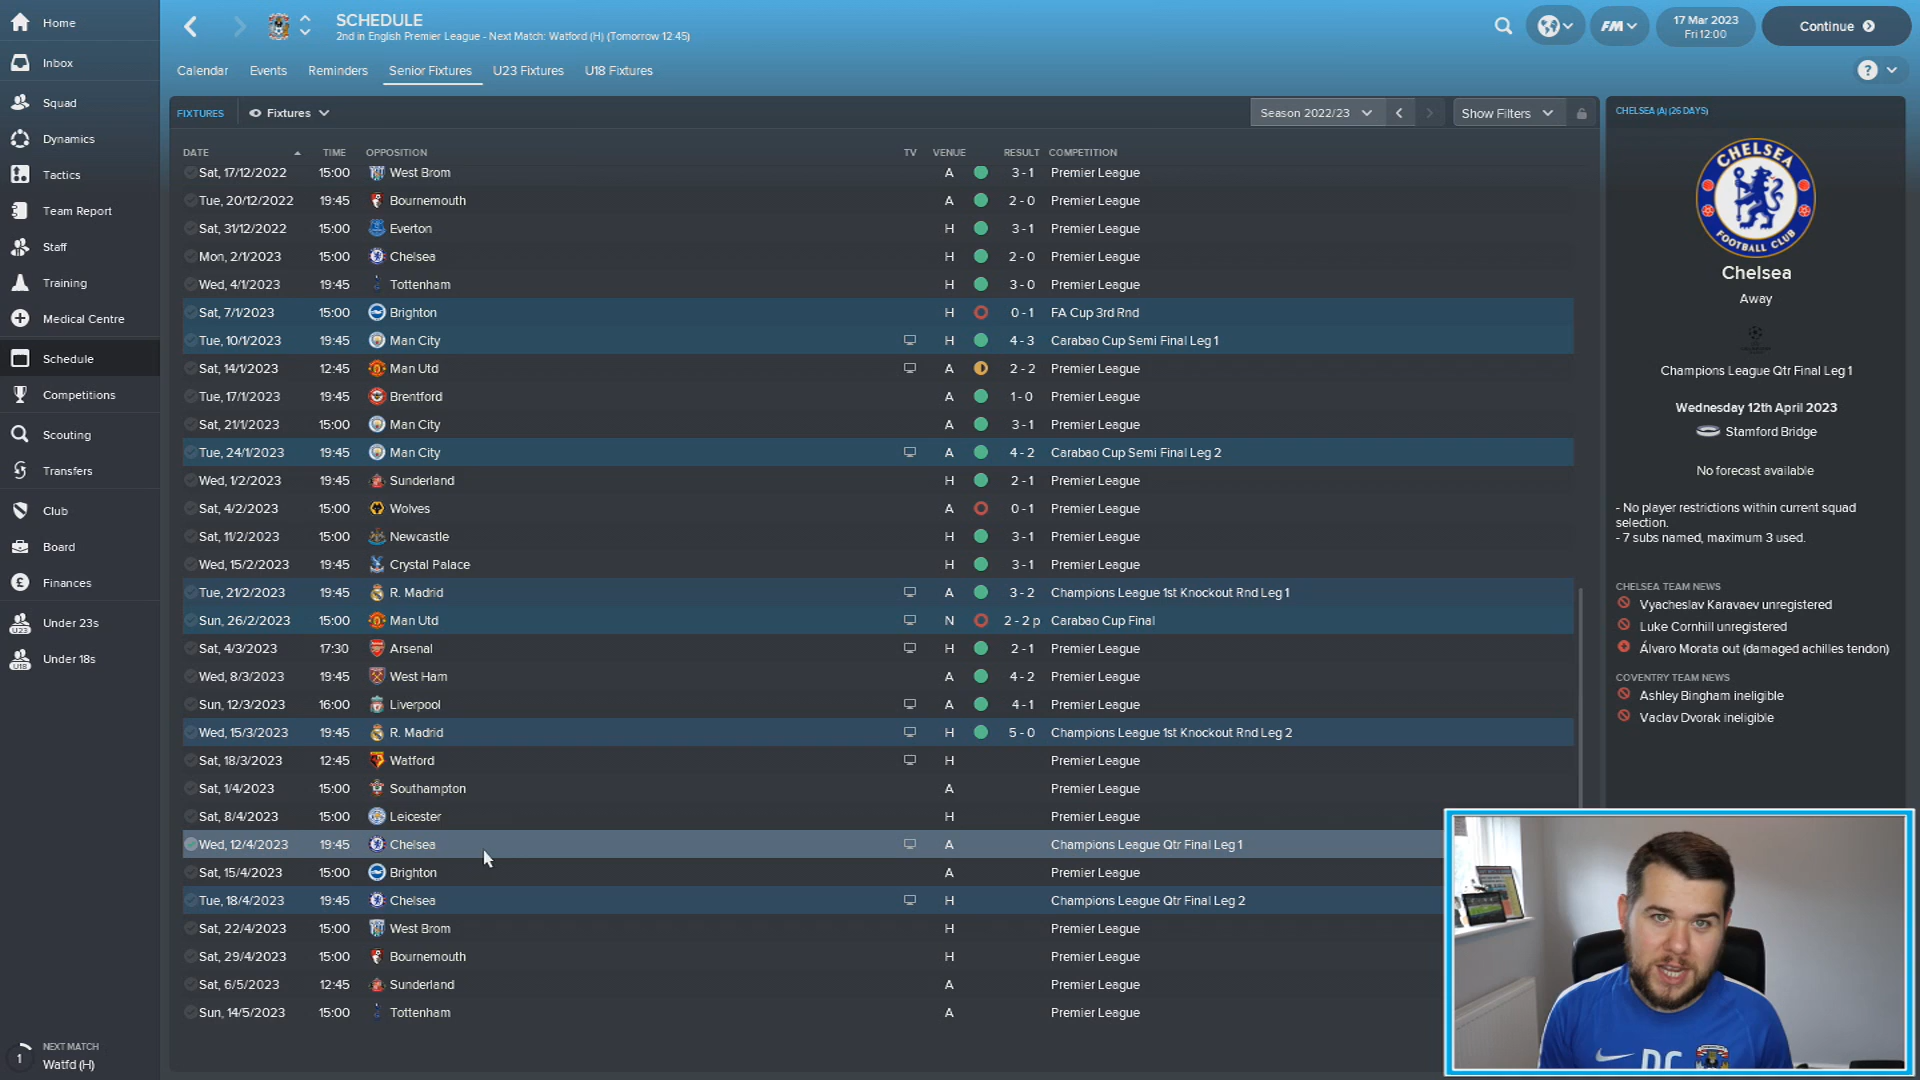 Home
Inbox
Squad
Dynamics
Tactics
Team Report
Staff
Training
Medical Centre
Schedule
Competitions
Scouting
Transfers
Club
Board
Finances
U23 Under 23s
U18 Under 18s
1 NEXT MATCH
Watfd (H)
SCHEDULE
2nd in English Premier League - Next Match: Watford (H) (Tomorrow 12:45)
FM
17 Mar 2023
Fri 12:00
Continue
Calendar Events Reminders Senior Fixtures U23 Fixtures U18 Fixtures
?
FIXTURES Fixtures Season 2022/23 Show Filters
DATE TIME OPPOSITION TV VENUE RESULT COMPETITION
Sat, 17/12/2022 15:00 West Brom A 3 - 1 Premier League
Tue, 20/12/2022 19:45 Bournemouth A 2 - 0 Premier League
Sat, 31/12/2022 15:00 Everton H 3 - 1 Premier League
Mon, 2/1/2023 15:00 Chelsea H 2 - 0 Premier League
Wed, 4/1/2023 19:45 Tottenham H 3 - 0 Premier League
Sat, 7/1/2023 15:00 Brighton H 0 - 1 FA Cup 3rd Rnd
Tue, 10/1/2023 19:45 Man City H 4 - 3 Carabao Cup Semi Final Leg 1
Sat, 14/1/2023 12:45 Man Utd A 2 - 2 Premier League
Tue, 17/1/2023 19:45 Brentford A 1 - 0 Premier League
Sat, 21/1/2023 15:00 Man City A 3 - 1 Premier League
Tue, 24/1/2023 19:45 Man City A 4 - 2 Carabao Cup Semi Final Leg 2
Wed, 1/2/2023 19:45 Sunderland H 2 - 1 Premier League
Sat, 4/2/2023 15:00 Wolves A 0 - 1 Premier League
Sat, 11/2/2023 15:00 Newcastle H 3 - 1 Premier League
Wed, 15/2/2023 19:45 Crystal Palace H 3 - 1 Premier League
Tue, 21/2/2023 19:45 R. Madrid A 3 - 2 Champions League 1st Knockout Rnd Leg 1
Sun, 26/2/2023 15:00 Man Utd N 2 - 2 p Carabao Cup Final
Sat, 4/3/2023 17:30 Arsenal H 2 - 1 Premier League
Wed, 8/3/2023 19:45 West Ham A 4 - 2 Premier League
Sun, 12/3/2023 16:00 Liverpool A 4 - 1 Premier League
Wed, 15/3/2023 19:45 R. Madrid H 5 - 0 Champions League 1st Knockout Rnd Leg 2
Sat, 18/3/2023 12:45 Watford H Premier League
Sat, 1/4/2023 15:00 Southampton A Premier League
Sat, 8/4/2023 15:00 Leicester H Premier League
Wed, 12/4/2023 19:45 Chelsea A Champions League Qtr Final Leg 1
Sat, 15/4/2023 15:00 Brighton A Premier League
Tue, 18/4/2023 19:45 Chelsea H Champions League Qtr Final Leg 2
Sat, 22/4/2023 15:00 West Brom H Premier League
Sat, 29/4/2023 15:00 Bournemouth H Premier League
Sat, 6/5/2023 12:45 Sunderland A Premier League
Sun, 14/5/2023 15:00 Tottenham A Premier League
CHELSEA (A) (26 DAYS)
CHELSEA
FOOTBALL CLUB
Chelsea
Away
Champions League Qtr Final Leg 1
Wednesday 12th April 2023
Stamford Bridge
No forecast available
- No player restrictions within current squad
selection.
- 7 subs named, maximum 3 used.
CHELSEA TEAM NEWS
Vyacheslav Karavaev unregistered
Luke Cornhill unregistered
Álvaro Morata out (damaged achilles tendon)
COVENTRY TEAM NEWS
Ashley Bingham ineligible
Vaclav Dvorak ineligible
DC